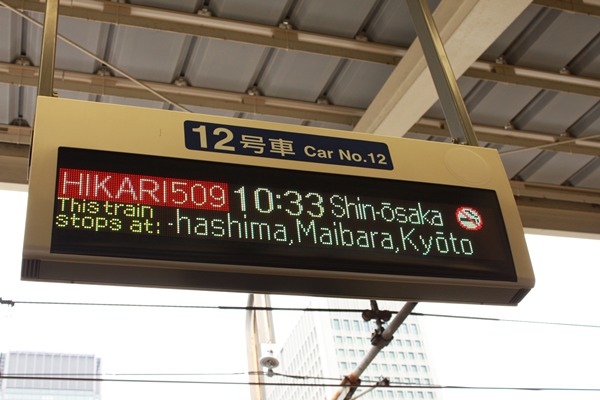 12号車 Car No.12
HIKARI509 10:33 Shin-ōsaka
This train
stops at: -hashima,Maibara,Kyōto